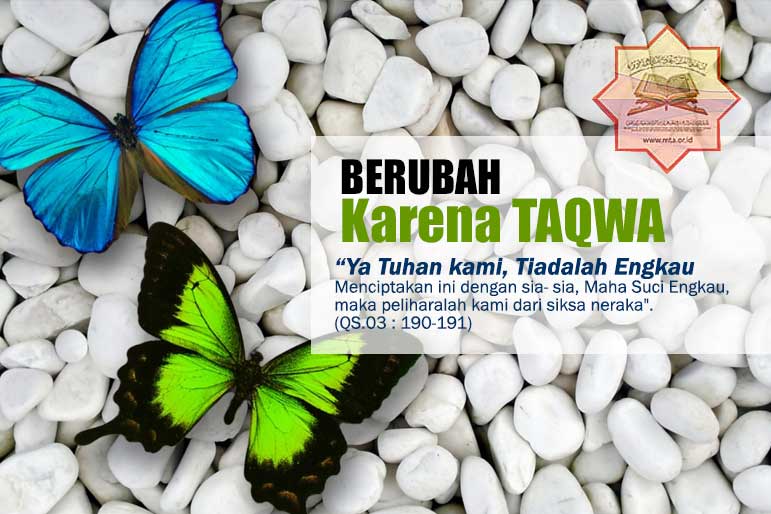 www.mta.or.id
BERUBAH
Karena TAQWA
“Ya Tuhan kami, Tiadalah Engkau
Menciptakan ini dengan sia- sia, Maha Suci Engkau,
maka peliharalah kami dari siksa neraka".
(QS.03 : 190-191)